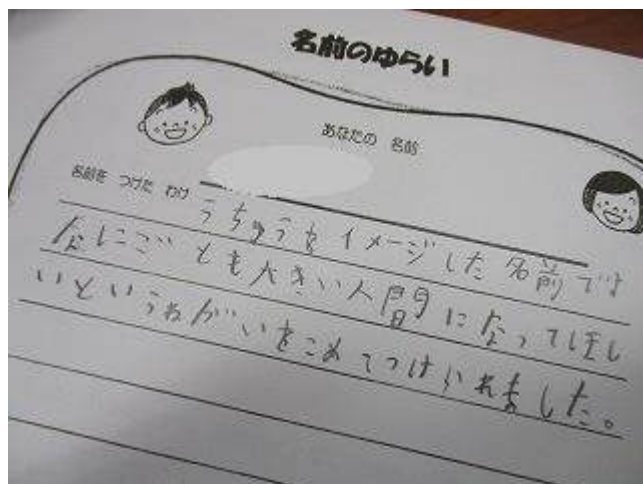 名前のゆらい
あなたの 名前
名前を つけた わけ
うちゅうをイメージした名前です
なにごとも大きい人間になってほし
いというねがいをこめてつけられました。